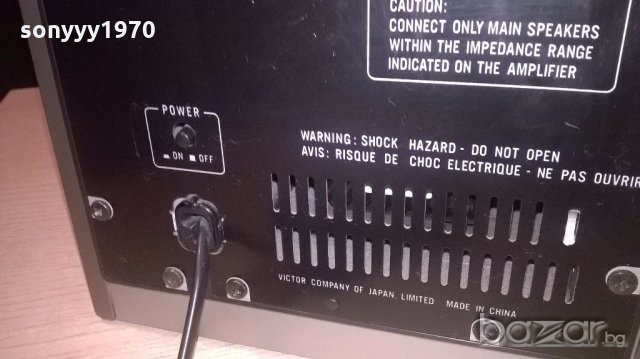 sonyyy1970
CAUTION:
CONNECT ONLY MAIN SPEAKERS
WITHIN THE IMPEDANCE RANGE
INDICATED ON THE AMPLIFIER
POWER
ON OFF
WARNING: SHOCK HAZARD - DO NOT OPEN
AVIS: RISQUE DE CHOC ELECTRIQUE - NE PAS OUVRIR
VICTOR COMPANY OF JAPAN, LIMITED MADE IN CHINA
bazar.bg